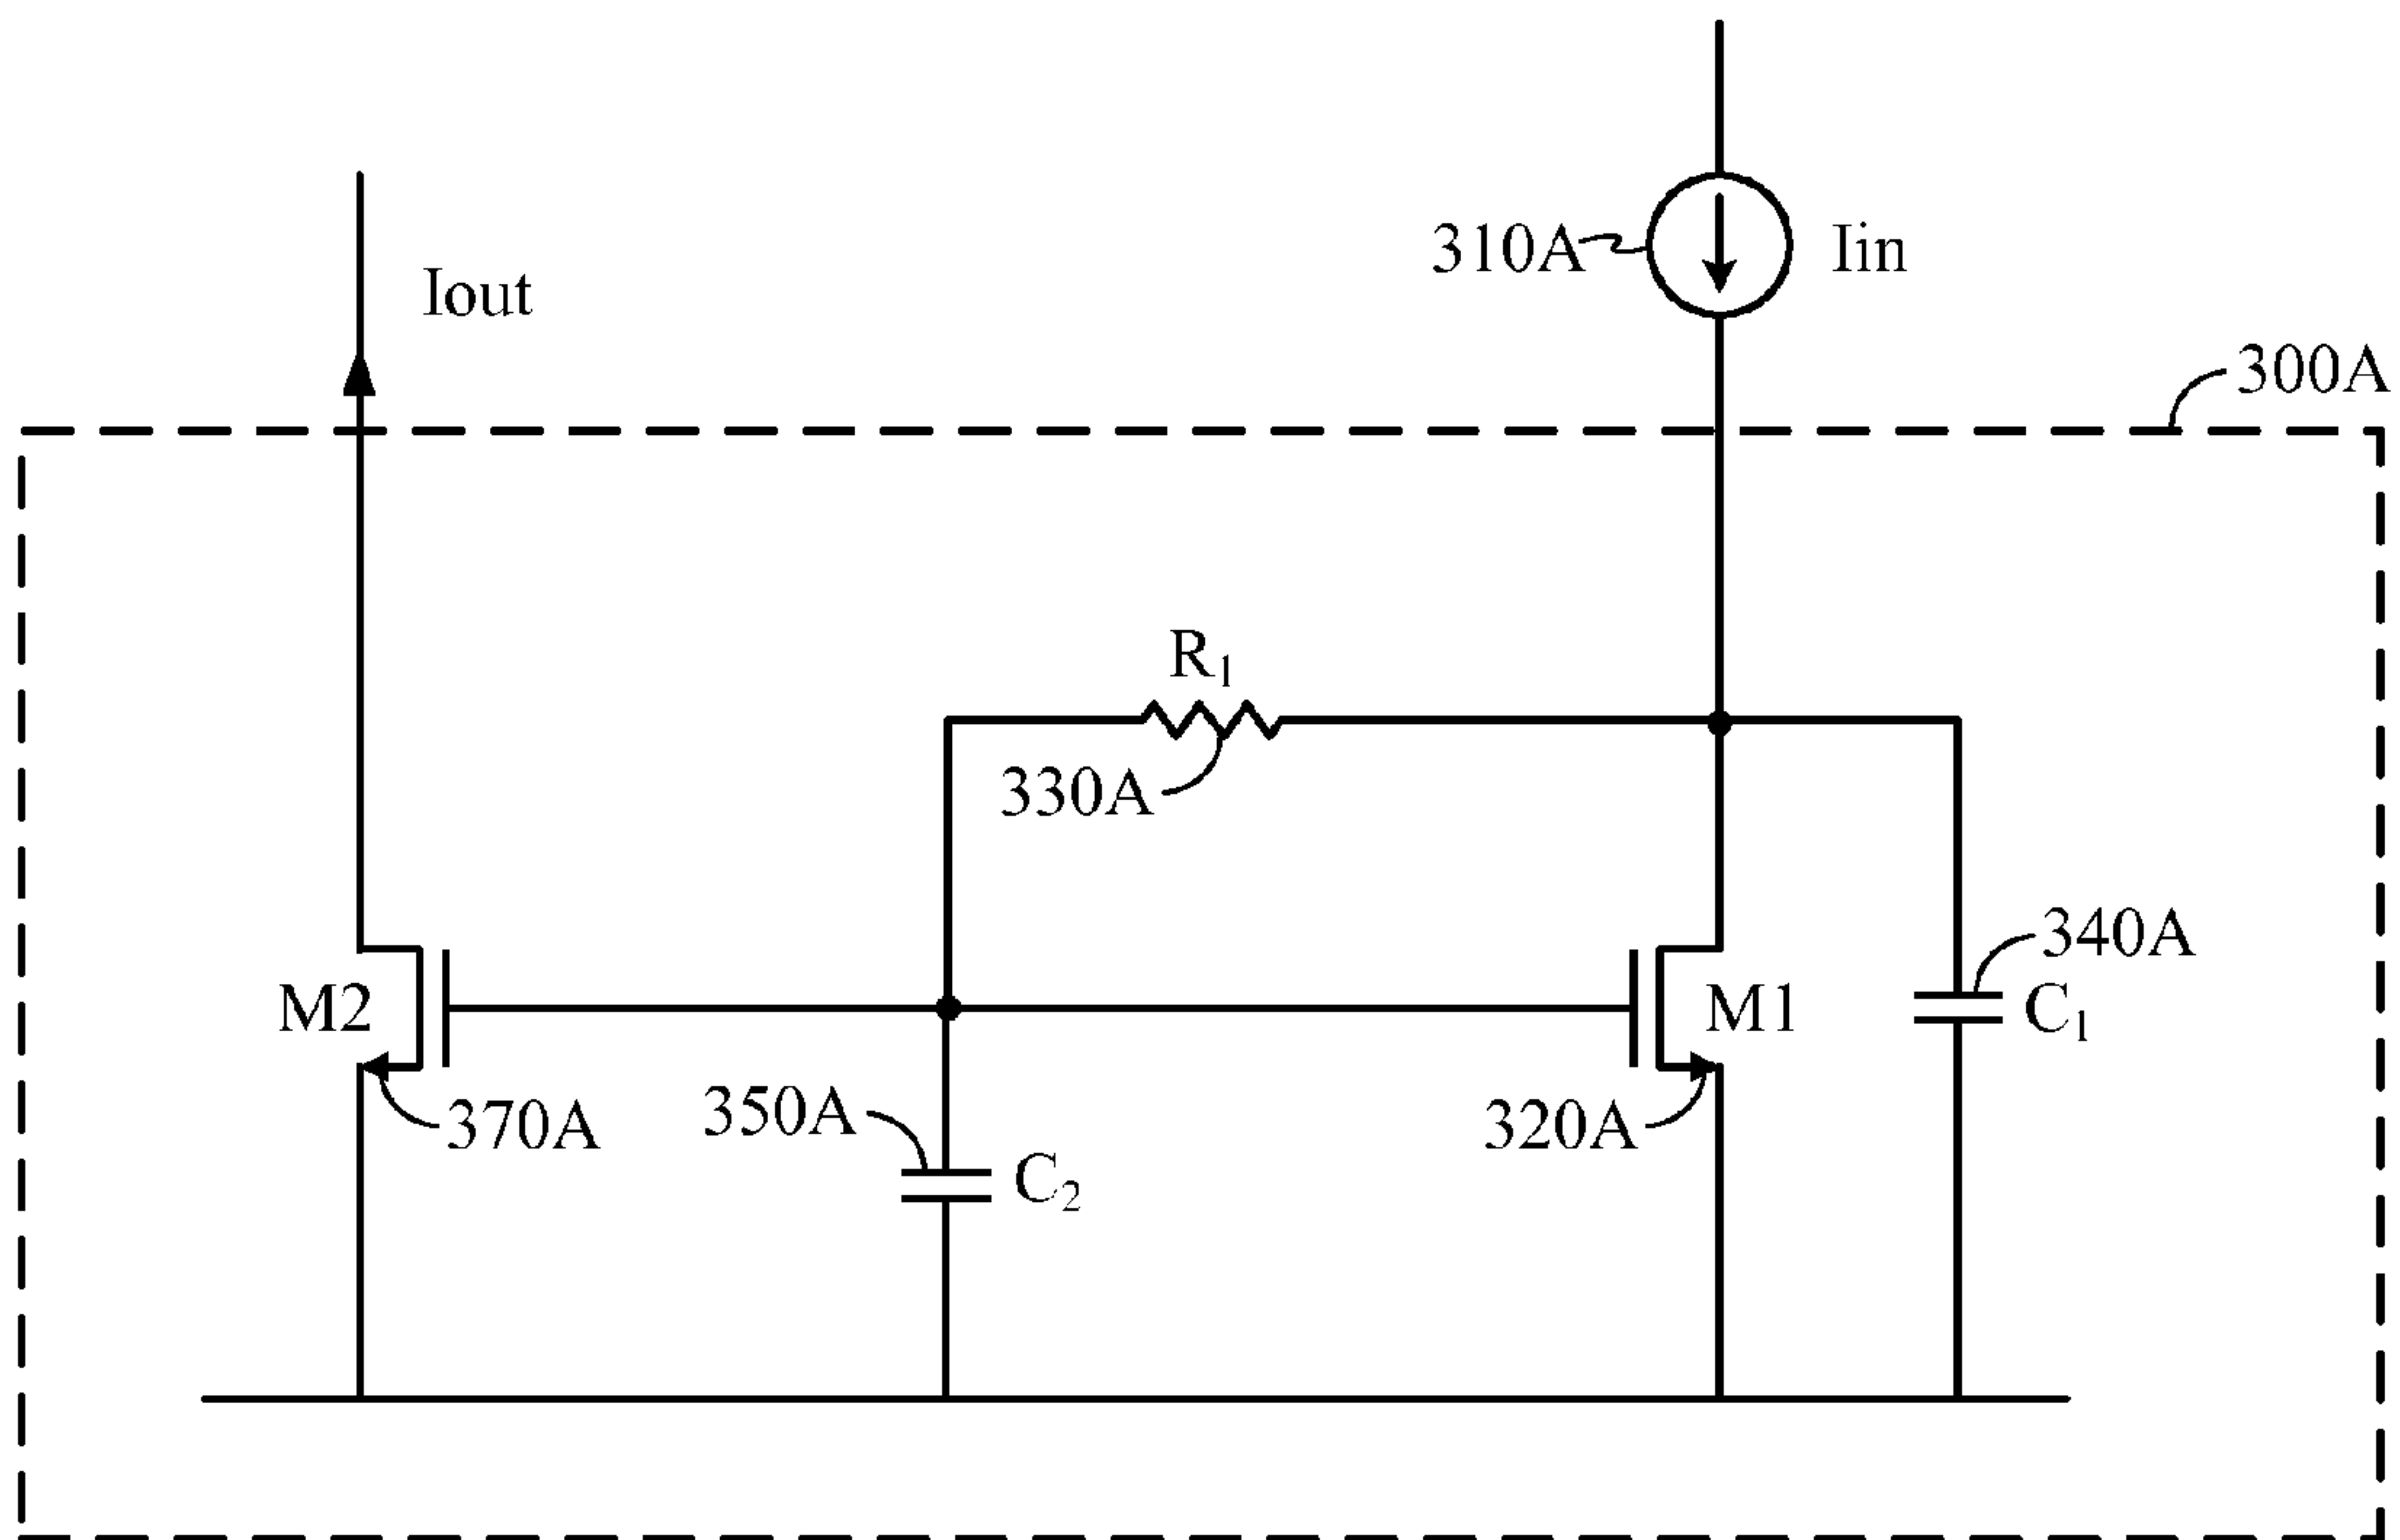 310A
Iin
Iout
300A
R₁
330A
340A
M2
M1
C₁
370A
350A
320A
C₂